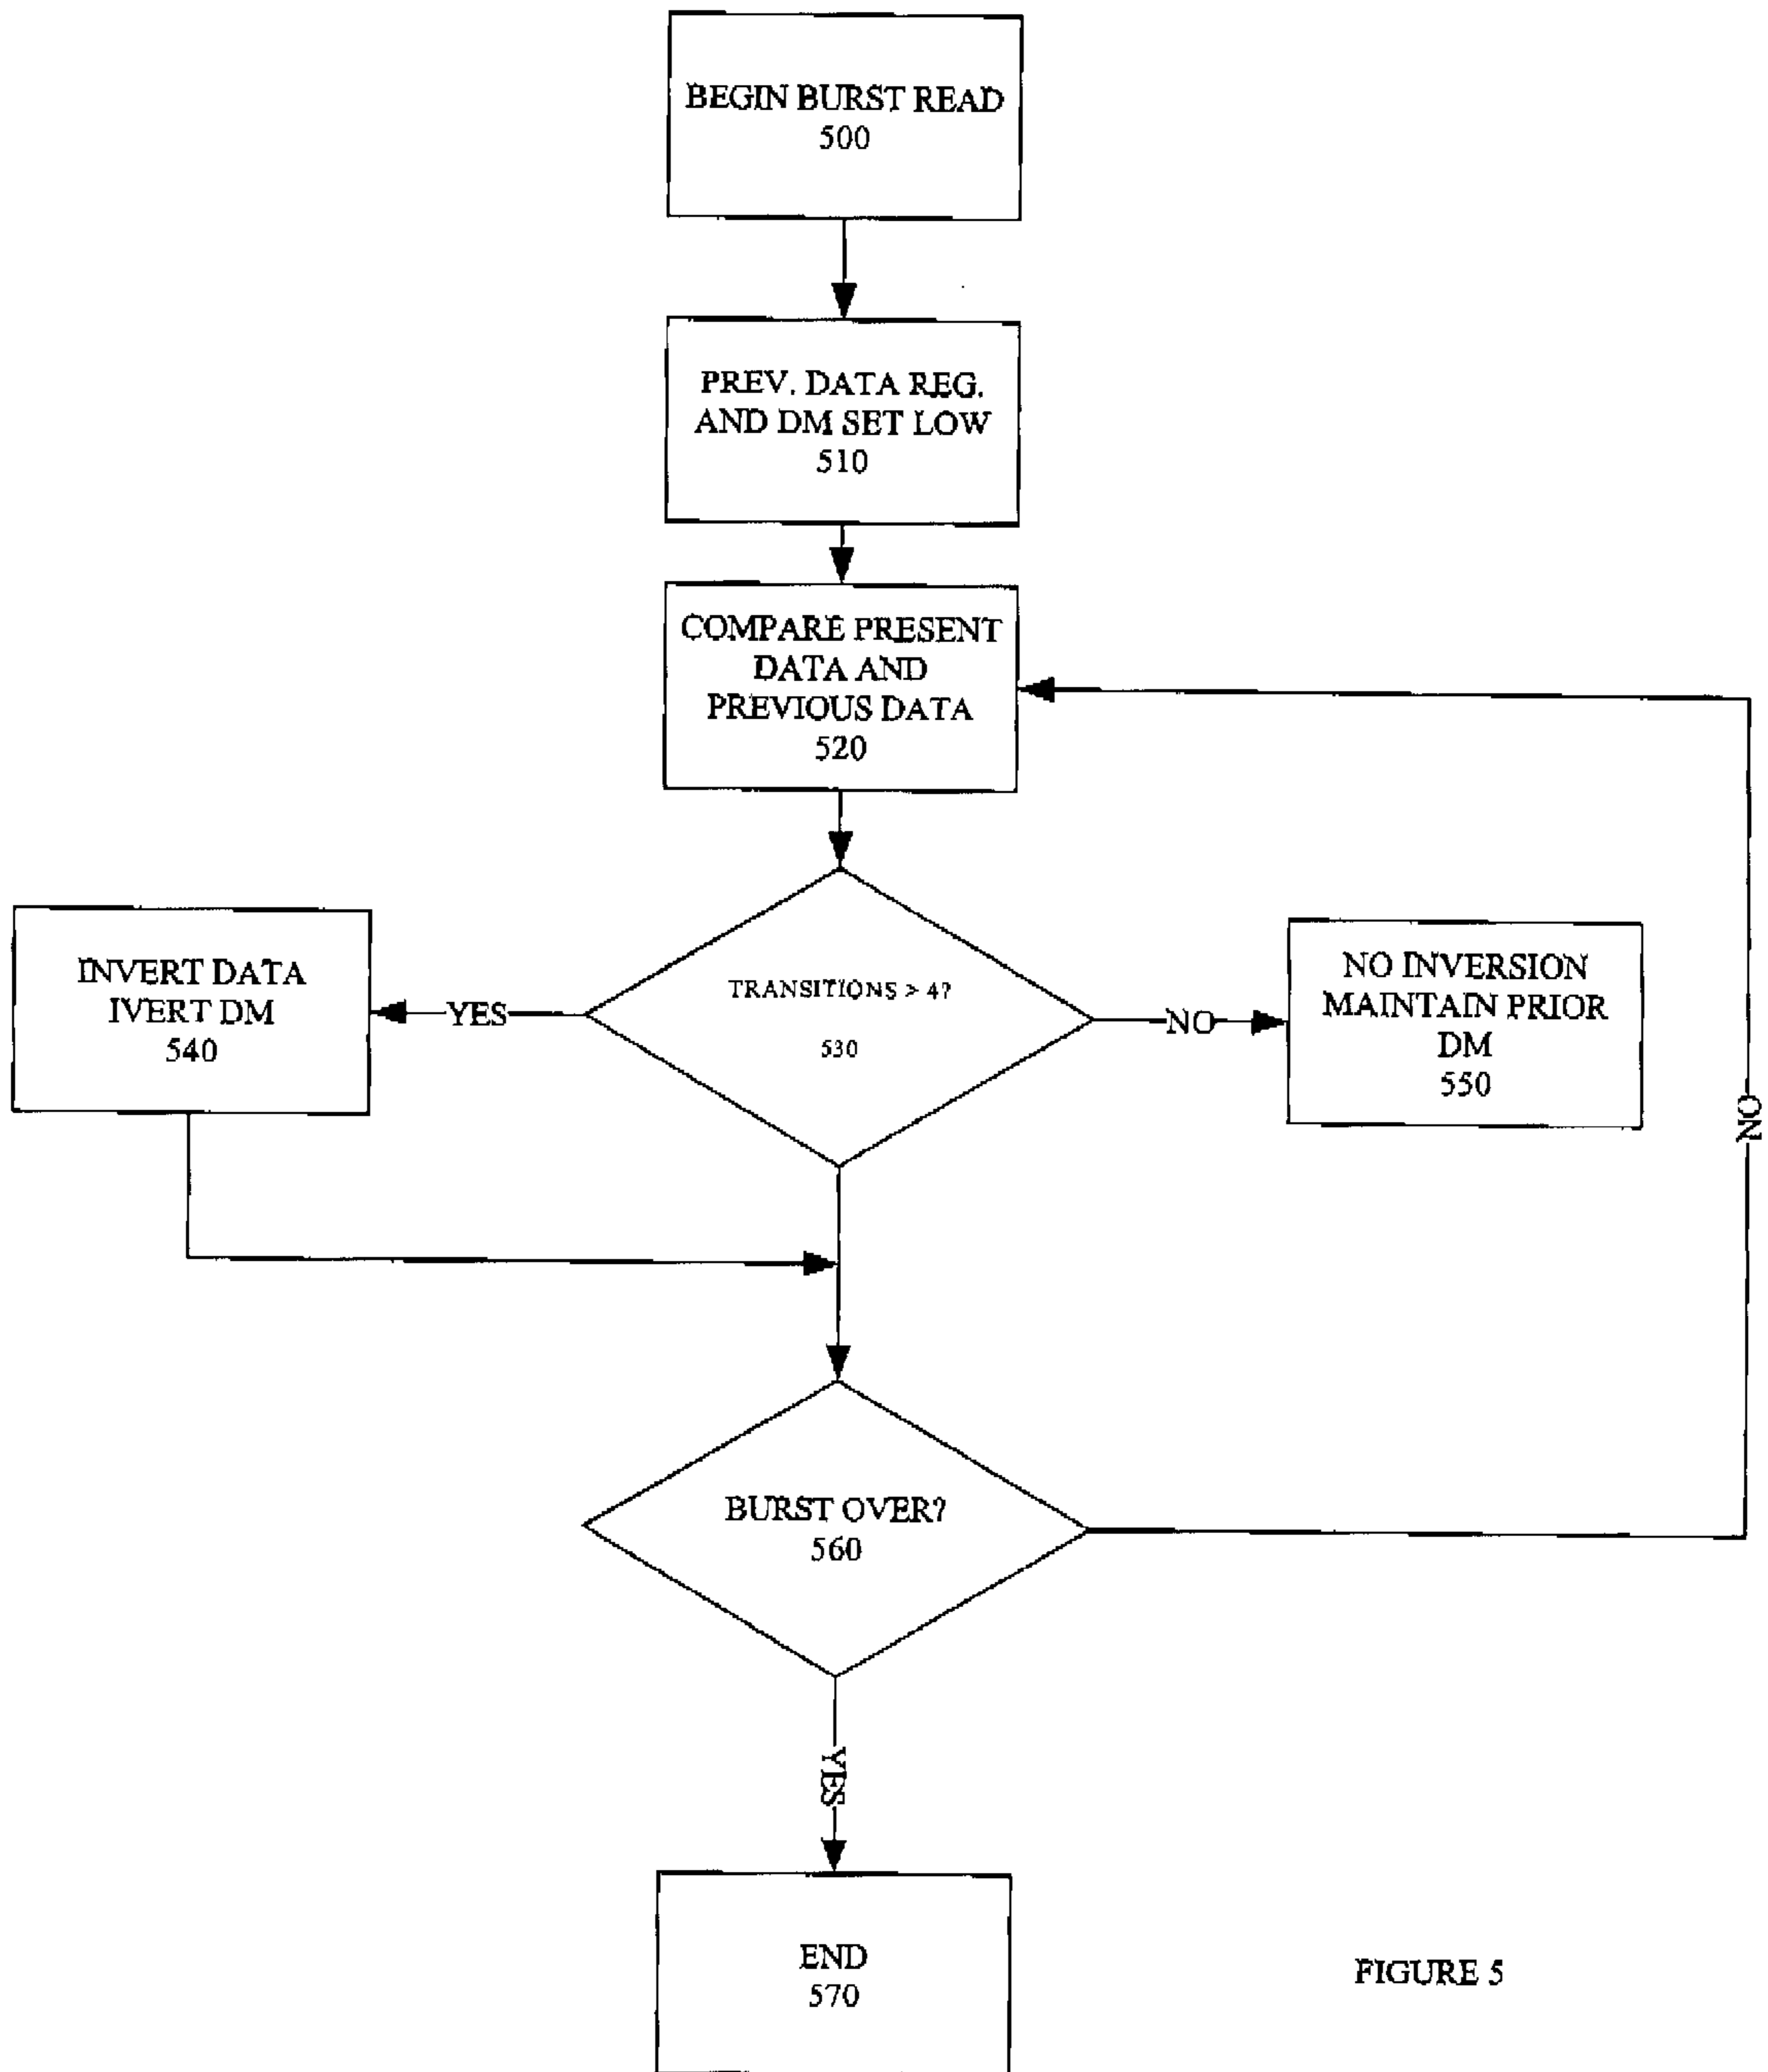 BEGIN BURST READ
500
PREV. DATA REG.
AND DM SET LOW
510
COMPARE PRESENT
DATA AND
PREVIOUS DATA
520
INVERT DATA
IVERT DM
540
YES
TRANSITIONS > 4?
530
NO
NO INVERSION
MAINTAIN PRIOR
DM
550
NO
BURST OVER?
560
YES
END
570
FIGURE 5